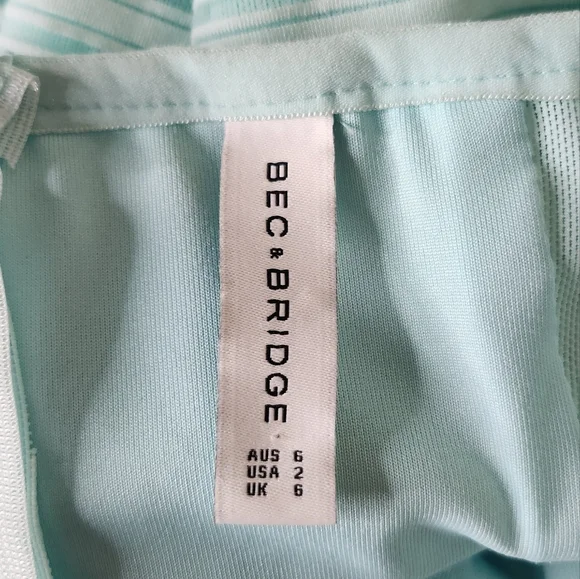 BEC & BRIDGE
AUS 6
USA 2
UK 6